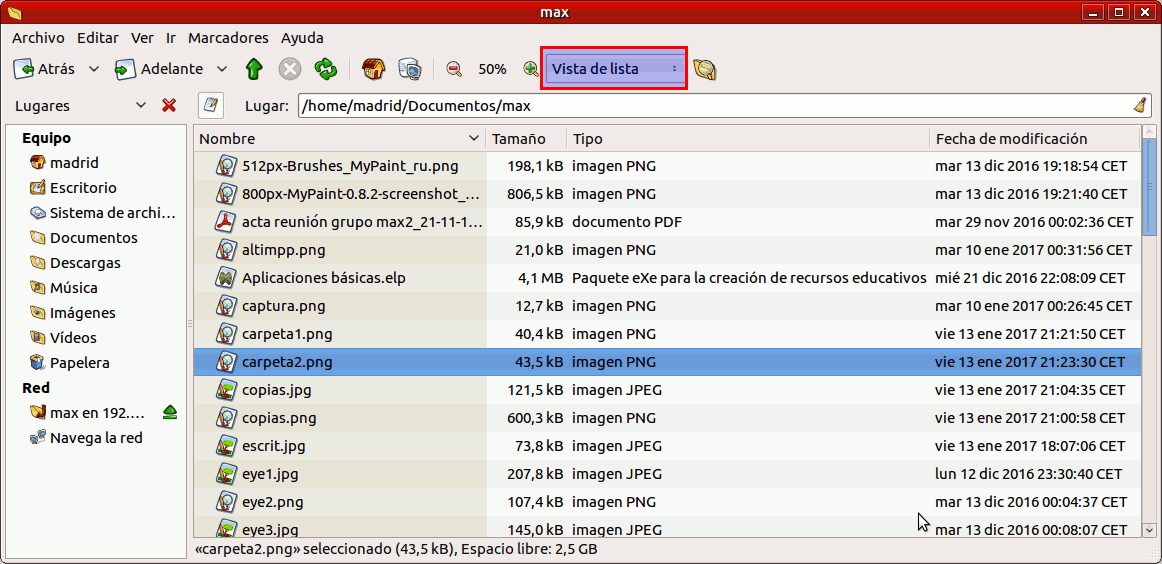 max
Archivo Editar Ver Ir Marcadores Ayuda
Atrás Adelante 50% Vista de lista
Lugares Lugar: /home/madrid/Documentos/max
Equipo
madrid
Escritorio
Sistema de archi...
Documentos
Descargas
Música
Imágenes
Vídeos
Papelera
Red
max en 192....
Navega la red
Nombre Tamaño Tipo Fecha de modificación
512px-Brushes_MyPaint_ru.png 198,1 kB imagen PNG mar 13 dic 2016 19:18:54 CET
800px-MyPaint-0.8.2-screenshot_... 806,5 kB imagen PNG mar 13 dic 2016 19:21:40 CET
acta reunión grupo max2_21-11-1... 85,9 kB documento PDF mar 29 nov 2016 00:02:36 CET
altimpp.png 21,0 kB imagen PNG mar 10 ene 2017 00:31:56 CET
Aplicaciones básicas.elp 4,1 MB Paquete eXe para la creación de recursos educativos mié 21 dic 2016 22:08:09 CET
captura.png 12,7 kB imagen PNG mar 10 ene 2017 00:26:45 CET
carpeta1.png 40,4 kB imagen PNG vie 13 ene 2017 21:21:50 CET
carpeta2.png 43,5 kB imagen PNG vie 13 ene 2017 21:23:30 CET
copias.jpg 121,5 kB imagen JPEG vie 13 ene 2017 21:04:35 CET
copias.png 600,3 kB imagen PNG vie 13 ene 2017 21:00:58 CET
escrit.jpg 73,8 kB imagen JPEG vie 13 ene 2017 18:07:06 CET
eye1.jpg 207,8 kB imagen JPEG lun 12 dic 2016 23:30:40 CET
eye2.png 107,4 kB imagen PNG mar 13 dic 2016 00:04:37 CET
eye3.jpg 145,0 kB imagen JPEG mar 13 dic 2016 00:08:07 CET
«carpeta2.png» seleccionado (43,5 kB), Espacio libre: 2,5 GB